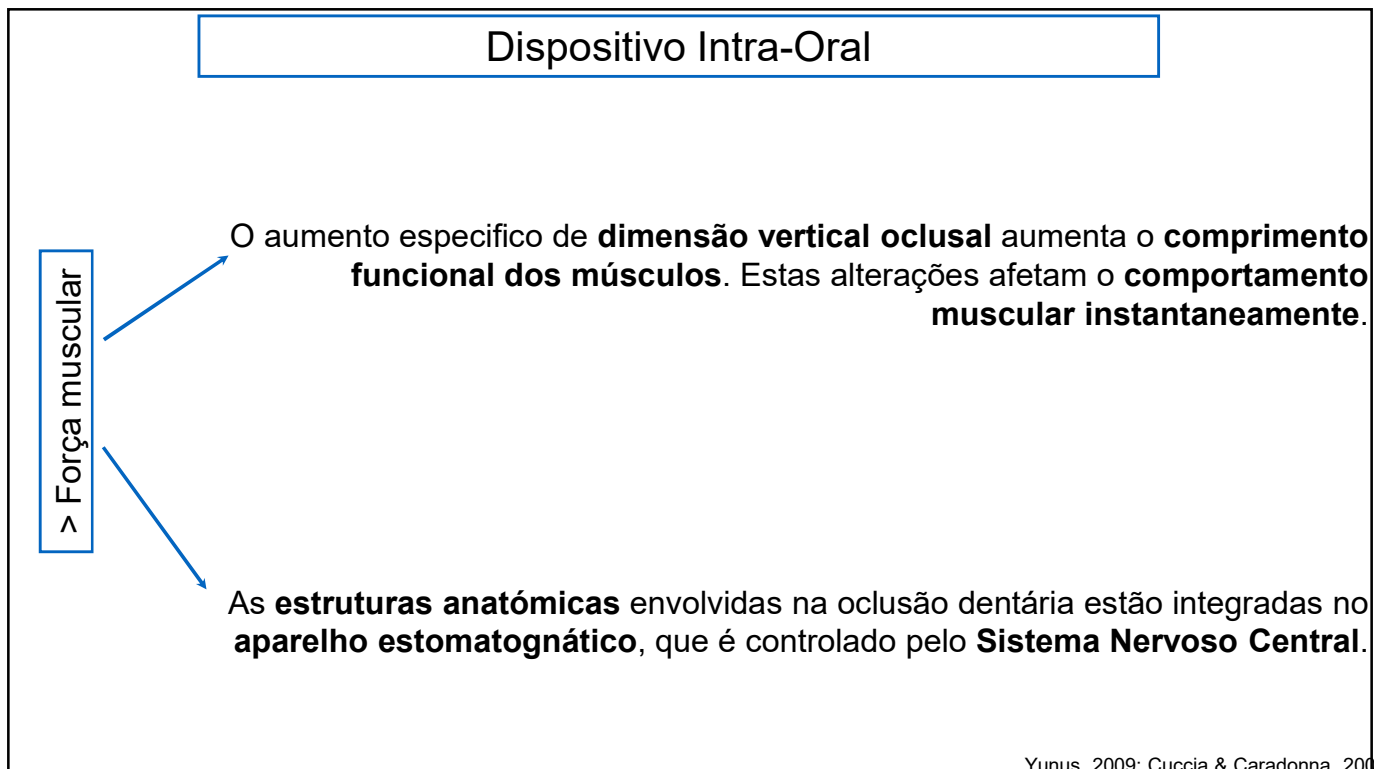 Dispositivo Intra-Oral
O aumento especifico de dimensão vertical oclusal aumenta o comprimento
funcional dos músculos. Estas alterações afetam o comportamento
muscular instantaneamente.
> Força muscular
As estruturas anatómicas envolvidas na oclusão dentária estão integradas no
aparelho estomatognático, que é controlado pelo Sistema Nervoso Central.
Yunus, 2009; Cuccia & Caradonna,